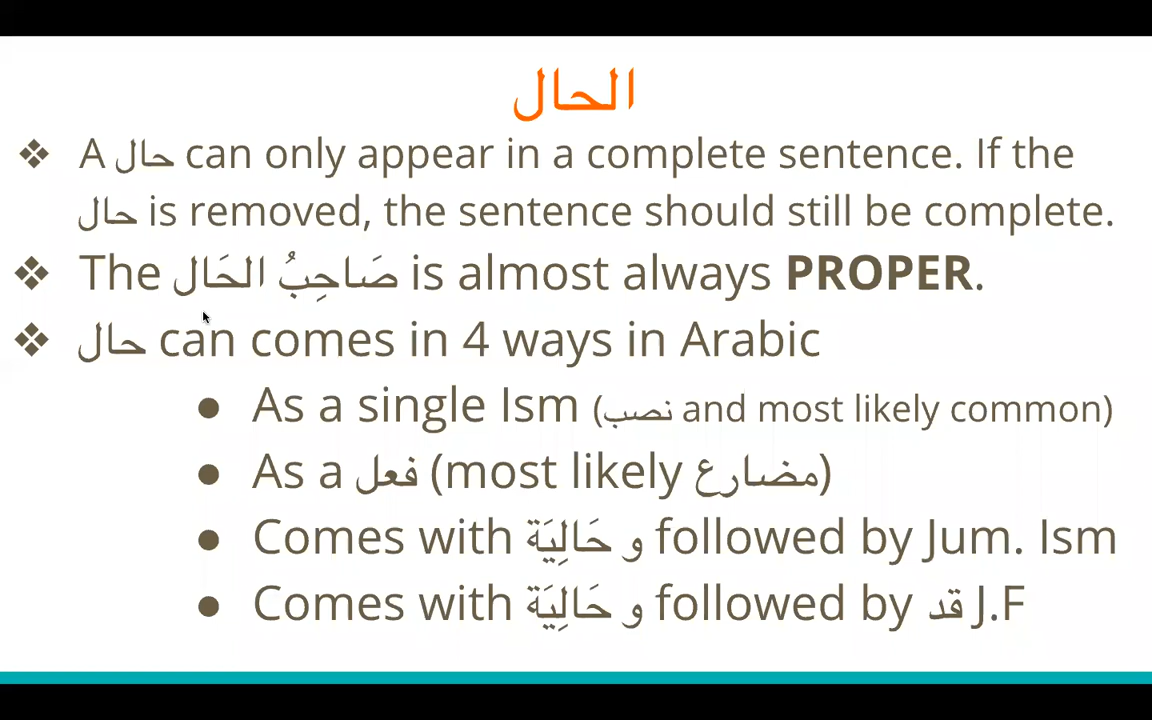 الحال
❖ A حال can only appear in a complete sentence. If the
حال is removed, the sentence should still be complete.
❖ The صَاحِبُ الحَال is almost always PROPER.
❖ حال can comes in 4 ways in Arabic
● As a single Ism (نصب and most likely common)
● As a فعل (most likely مضارع)
● Comes with و حَالِيَة followed by Jum. Ism
● Comes with و حَالِيَة followed by قد J.F